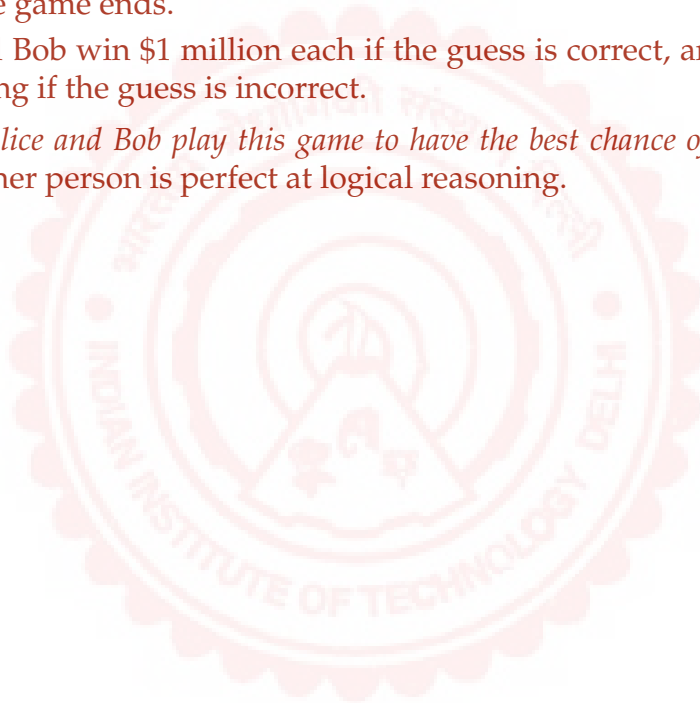 e game ends.
Bob win $1 million each if the guess is correct, a
ng if the guess is incorrect.
lice and Bob play this game to have the best chance o
her person is perfect at logical reasoning.
INDIAN INSTITUTE OF TECHNOLOGY DELHI